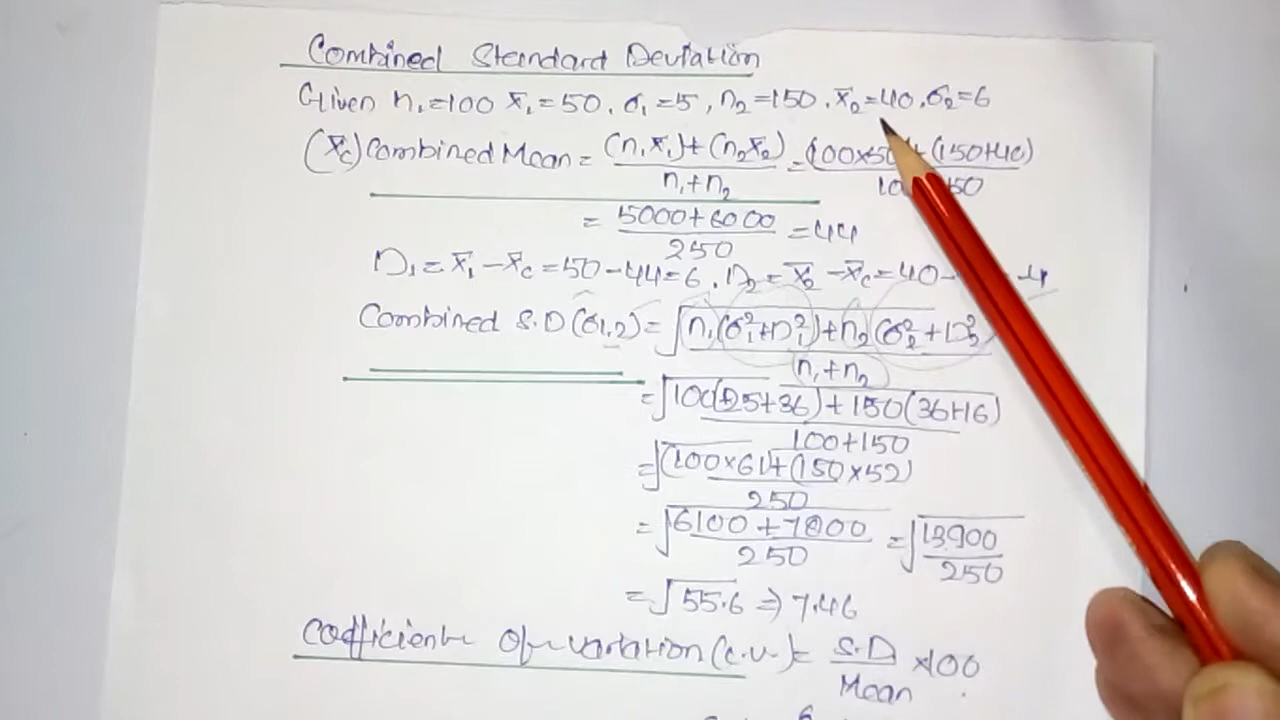 Combined Standard Deviation
Given n₁=100 x̄₁=50, σ₁=5, n₂=150, x̄₂=40, σ₂=6
(x̄c) Combined Mean = (n₁x̄₁)+(n₂x̄₂) / n₁+n₂ = (100×50)+(150+40) / 10 50
= 5000+6000 / 250 = 44
D₁ = x̄₁ - x̄c = 50-44=6, D₂ = x̄₂ - x̄c = 40- -4
Combined S.D (σ1,2) = √ n₁(σ₁²+D₁²)+n₂(σ₂²+D₂²) / n₁+n₂
= √ 100(25+36)+150(36+16) / 100+150
= √ (100×61)+(150×52) / 250
= √ 6100+7800 / 250 = √ 13900 / 250
= √55.6 ⇒ 7.46
Coefficient Of variation (c.v) = S.D / Mean ×100